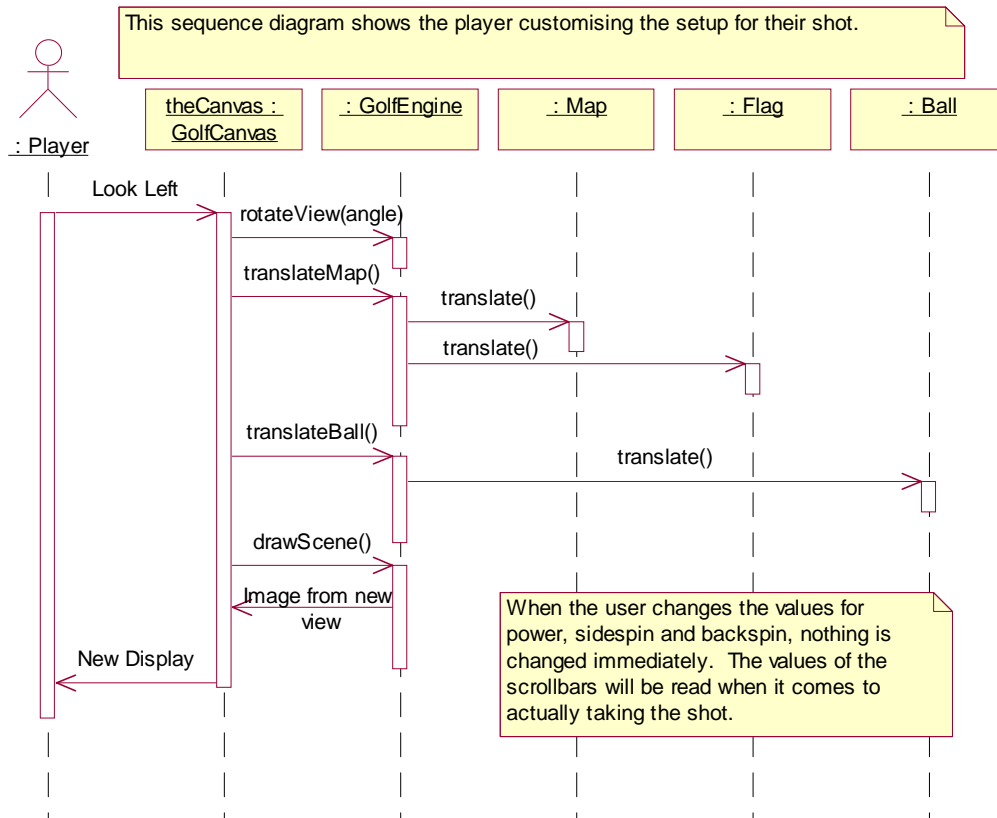 This sequence diagram shows the player customising the setup for their shot.
theCanvas :
GolfCanvas
: GolfEngine
: Map
: Flag
: Ball
: Player
Look Left
rotateView(angle)
translateMap()
translate()
translate()
translateBall()
translate()
drawScene()
Image from new
view
New Display
When the user changes the values for
power, sidespin and backspin, nothing is
changed immediately.  The values of the
scrollbars will be read when it comes to
actually taking the shot.